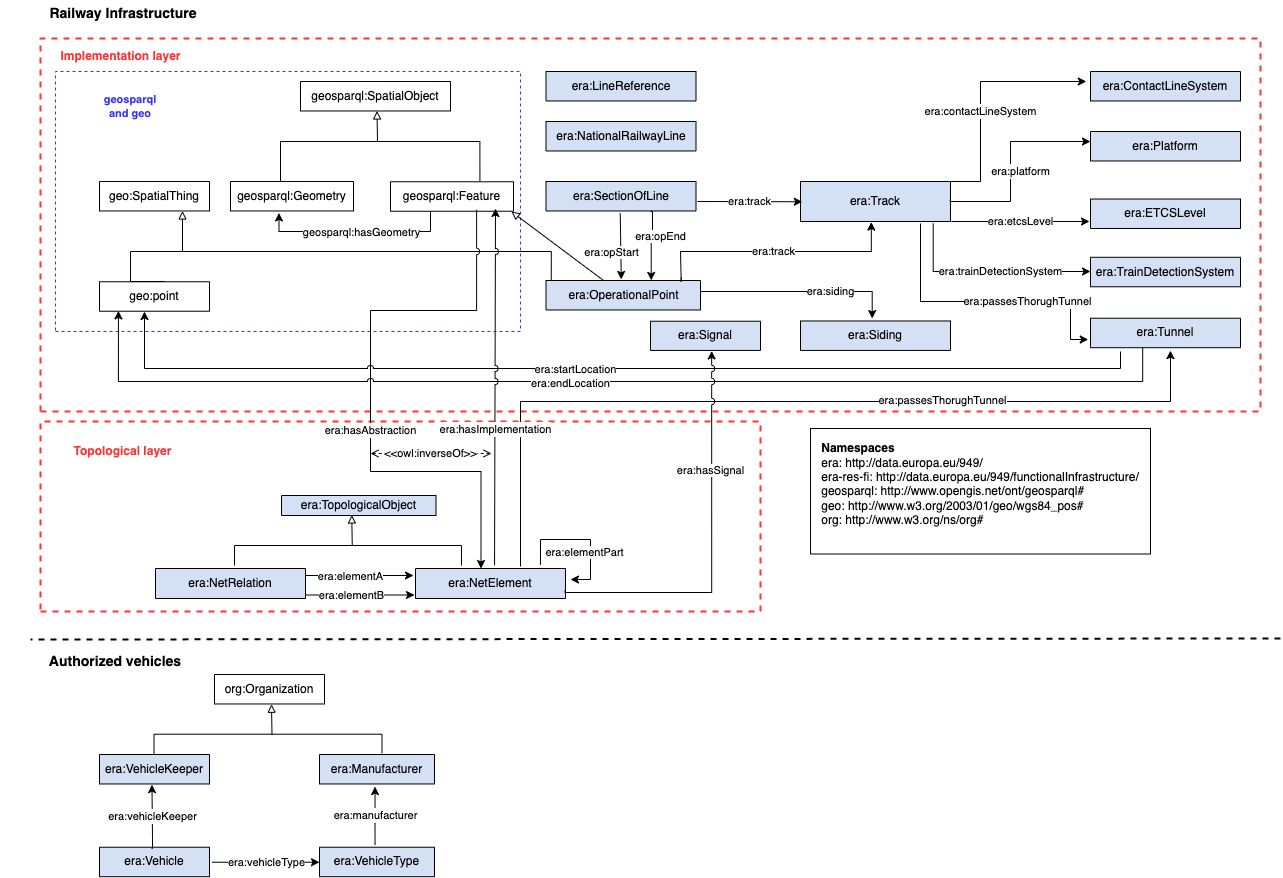 Railway Infrastructure
Implementation layer
geosparql
and geo
geosparql:SpatialObject
era:LineReference
era:ContactLineSystem
era:contactLineSystem
era:NationalRailwayLine
era:Platform
era:platform
geo:SpatialThing
geosparql:Geometry
geosparql:Feature
era:SectionOfLine
era:track
era:Track
era:etcsLevel
era:ETCSLevel
geosparql:hasGeometry
era:opEnd
era:opStart
era:track
era:trainDetectionSystem
era:TrainDetectionSystem
geo:point
era:OperationalPoint
era:siding
era:passesThorughTunnel
era:Signal
era:Siding
era:Tunnel
era:startLocation
era:endLocation
era:passesThorughTunnel
era:hasAbstraction
era:hasImplementation
Topological layer
<<owl:inverseOf>>
era:hasSignal
Namespaces
era: http://data.europa.eu/949/
era-res-fi: http://data.europa.eu/949/functionalInfrastructure/
geosparql: http://www.opengis.net/ont/geosparql#
geo: http://www.w3.org/2003/01/geo/wgs84_pos#
org: http://www.w3.org/ns/org#
era:TopologicalObject
era:elementPart
era:NetRelation
era:elementA
era:elementB
era:NetElement
Authorized vehicles
org:Organization
era:VehicleKeeper
era:Manufacturer
era:vehicleKeeper
era:manufacturer
era:Vehicle
era:vehicleType
era:VehicleType